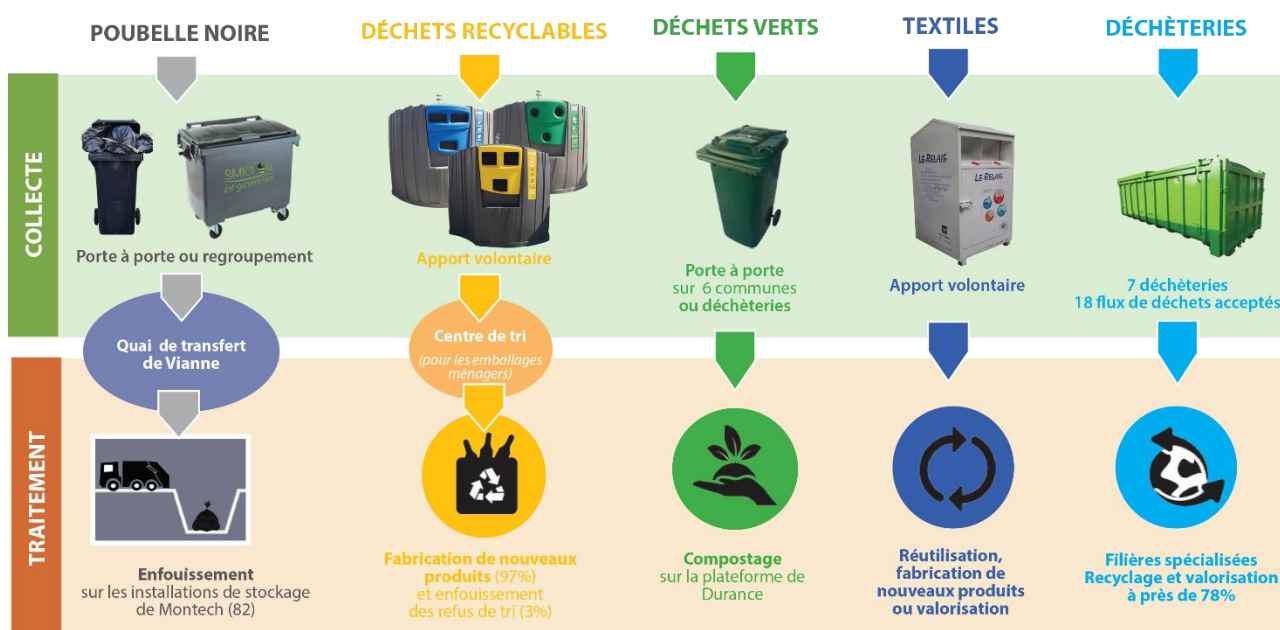 POUBELLE NOIRE
DÉCHETS RECYCLABLES
DÉCHETS VERTS
TEXTILES
DÉCHÈTERIES
COLLECTE
LE RELAIS
LE RELAIS
Porte à porte ou regroupement
Apport volontaire
Porte à porte
sur 6 communes
ou déchèteries
Apport volontaire
7 déchèteries
18 flux de déchets acceptés
Quai de transfert
de Vianne
Centre de tri
(pour les emballages
ménagers)
TRAITEMENT
Enfouissement
sur les installations de stockage
de Montech (82)
Fabrication de nouveaux
produits (97%)
et enfouissement
des refus de tri (3%)
Compostage
sur la plateforme de
Durance
Réutilisation,
fabrication de
nouveaux produits
ou valorisation
Filières spécialisées
Recyclage et valorisation
à près de 78%